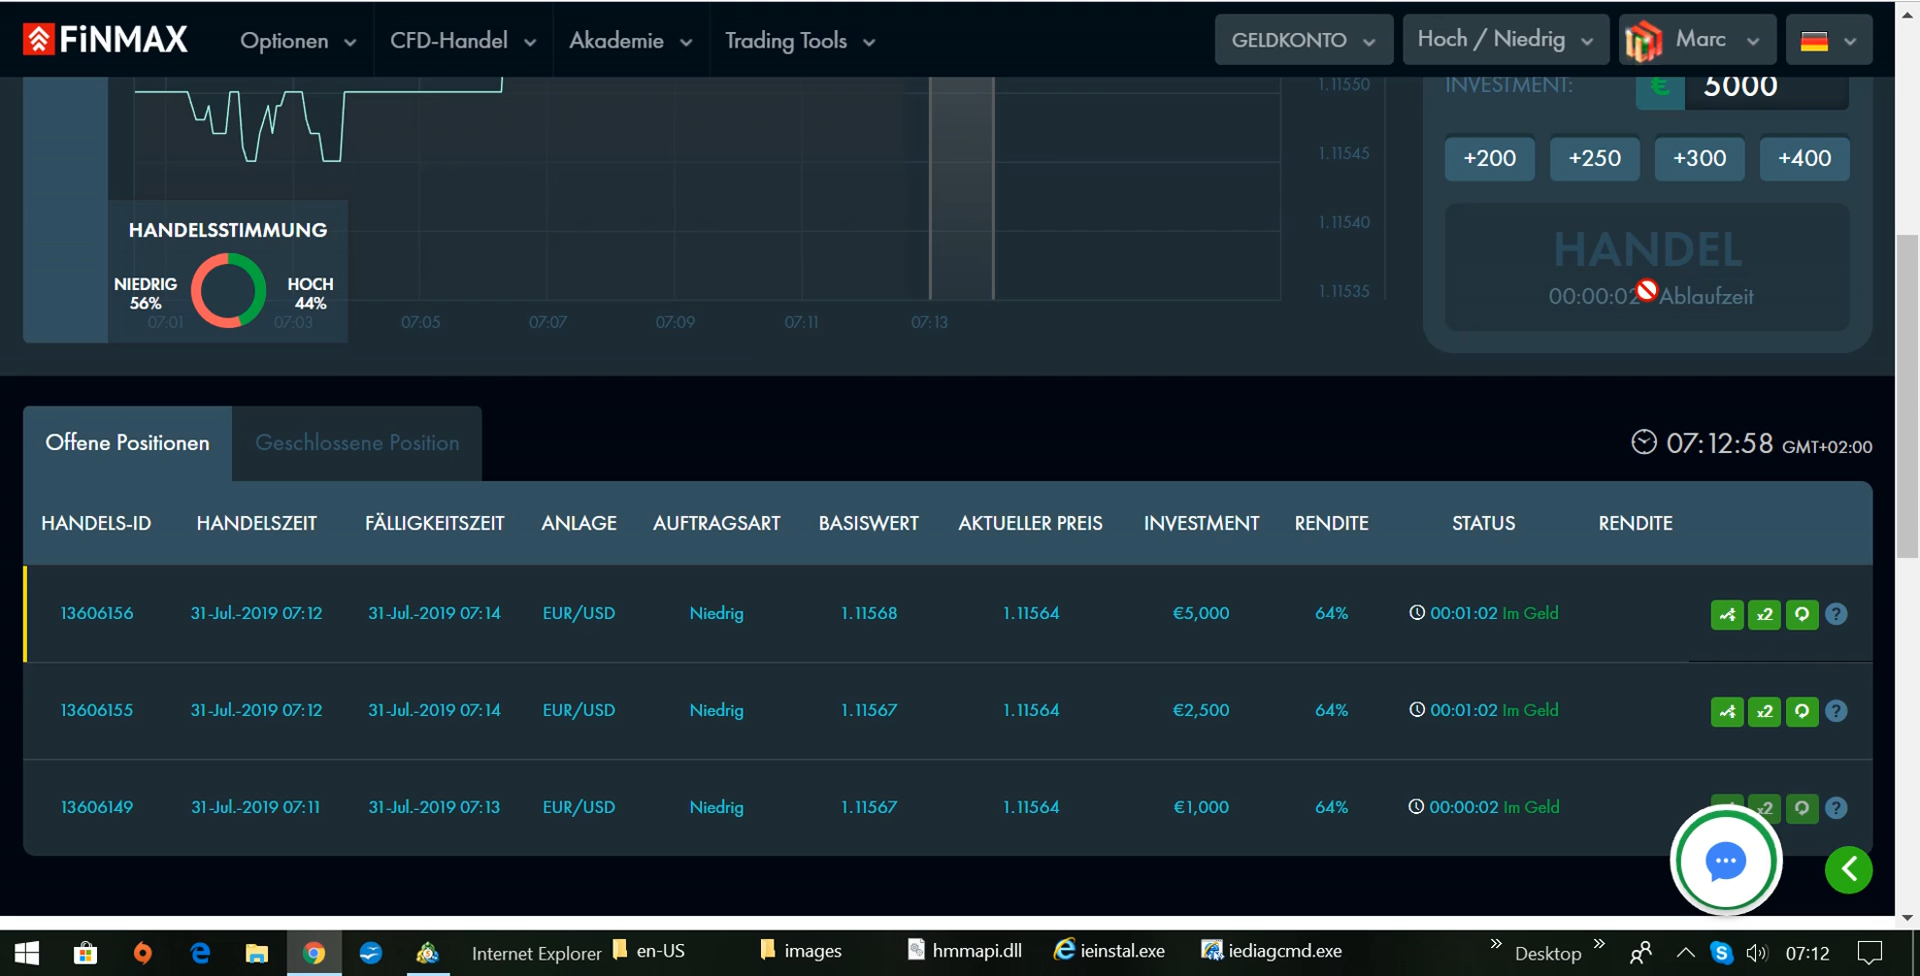 FiNMAX Optionen CFD-Handel Akademie Trading Tools GELDKONTO Hoch / Niedrig Marc
INVESTMENT: € 5000
1.11550
1.11545
1.11540
1.11535
+200 +250 +300 +400
HANDEL
00:00:02 Ablaufzeit
HANDELSSTIMMUNG
NIEDRIG 56% HOCH 44%
07:01 07:03 07:05 07:07 07:09 07:11 07:13
Offene Positionen Geschlossene Position 07:12:58 GMT+02:00
HANDELS-ID HANDELSZEIT FÄLLIGKEITSZEIT ANLAGE AUFTRAGSART BASISWERT AKTUELLER PREIS INVESTMENT RENDITE STATUS RENDITE
13606156 31-Jul.-2019 07:12 31-Jul.-2019 07:14 EUR/USD Niedrig 1.11568 1.11564 €5,000 64% 00:01:02 Im Geld x2 ?
13606155 31-Jul.-2019 07:12 31-Jul.-2019 07:14 EUR/USD Niedrig 1.11567 1.11564 €2,500 64% 00:01:02 Im Geld x2 ?
13606149 31-Jul.-2019 07:11 31-Jul.-2019 07:13 EUR/USD Niedrig 1.11567 1.11564 €1,000 64% 00:00:02 Im Geld x2 ?
Internet Explorer en-US images hmmapi.dll ieinstal.exe iediagcmd.exe » Desktop » 07:12